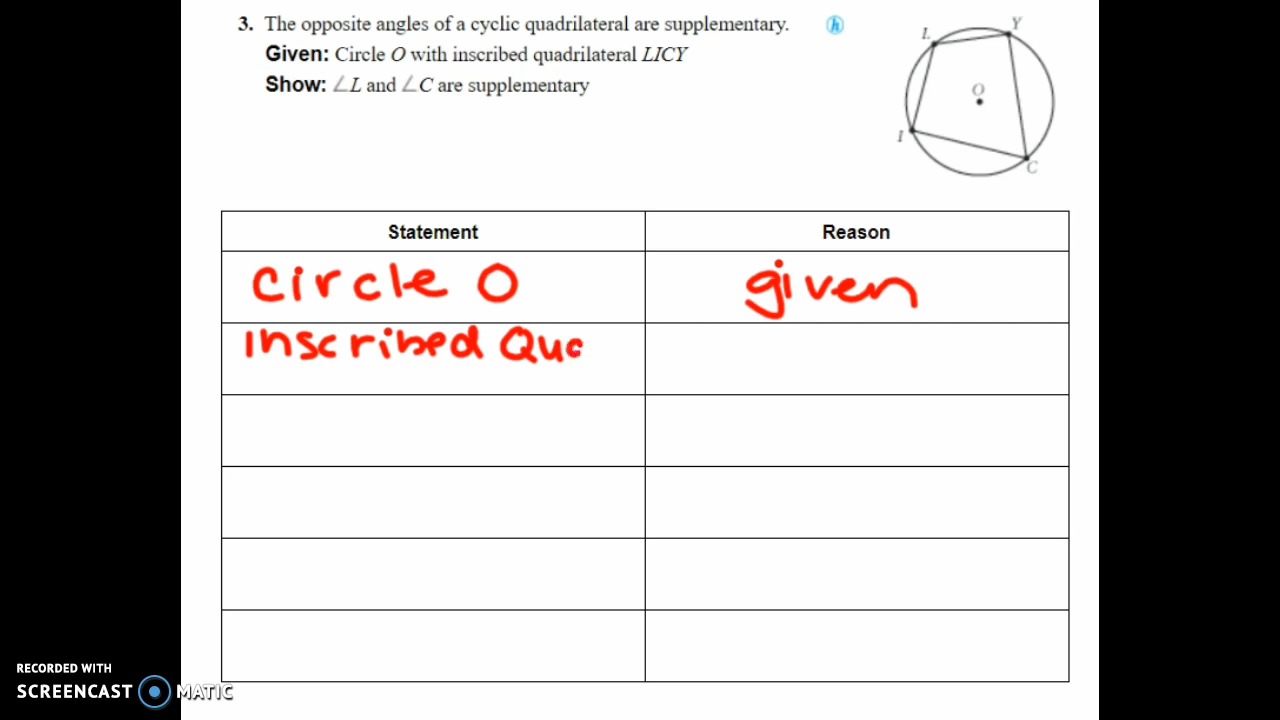 3. The opposite angles of a cyclic quadrilateral are supplementary. h
Given: Circle O with inscribed quadrilateral LICY
Show: ∠L and ∠C are supplementary
L
Y
O
I
C
Statement Reason
circle O given
Inscribed Qua
RECORDED WITH
SCREENCAST MATIC